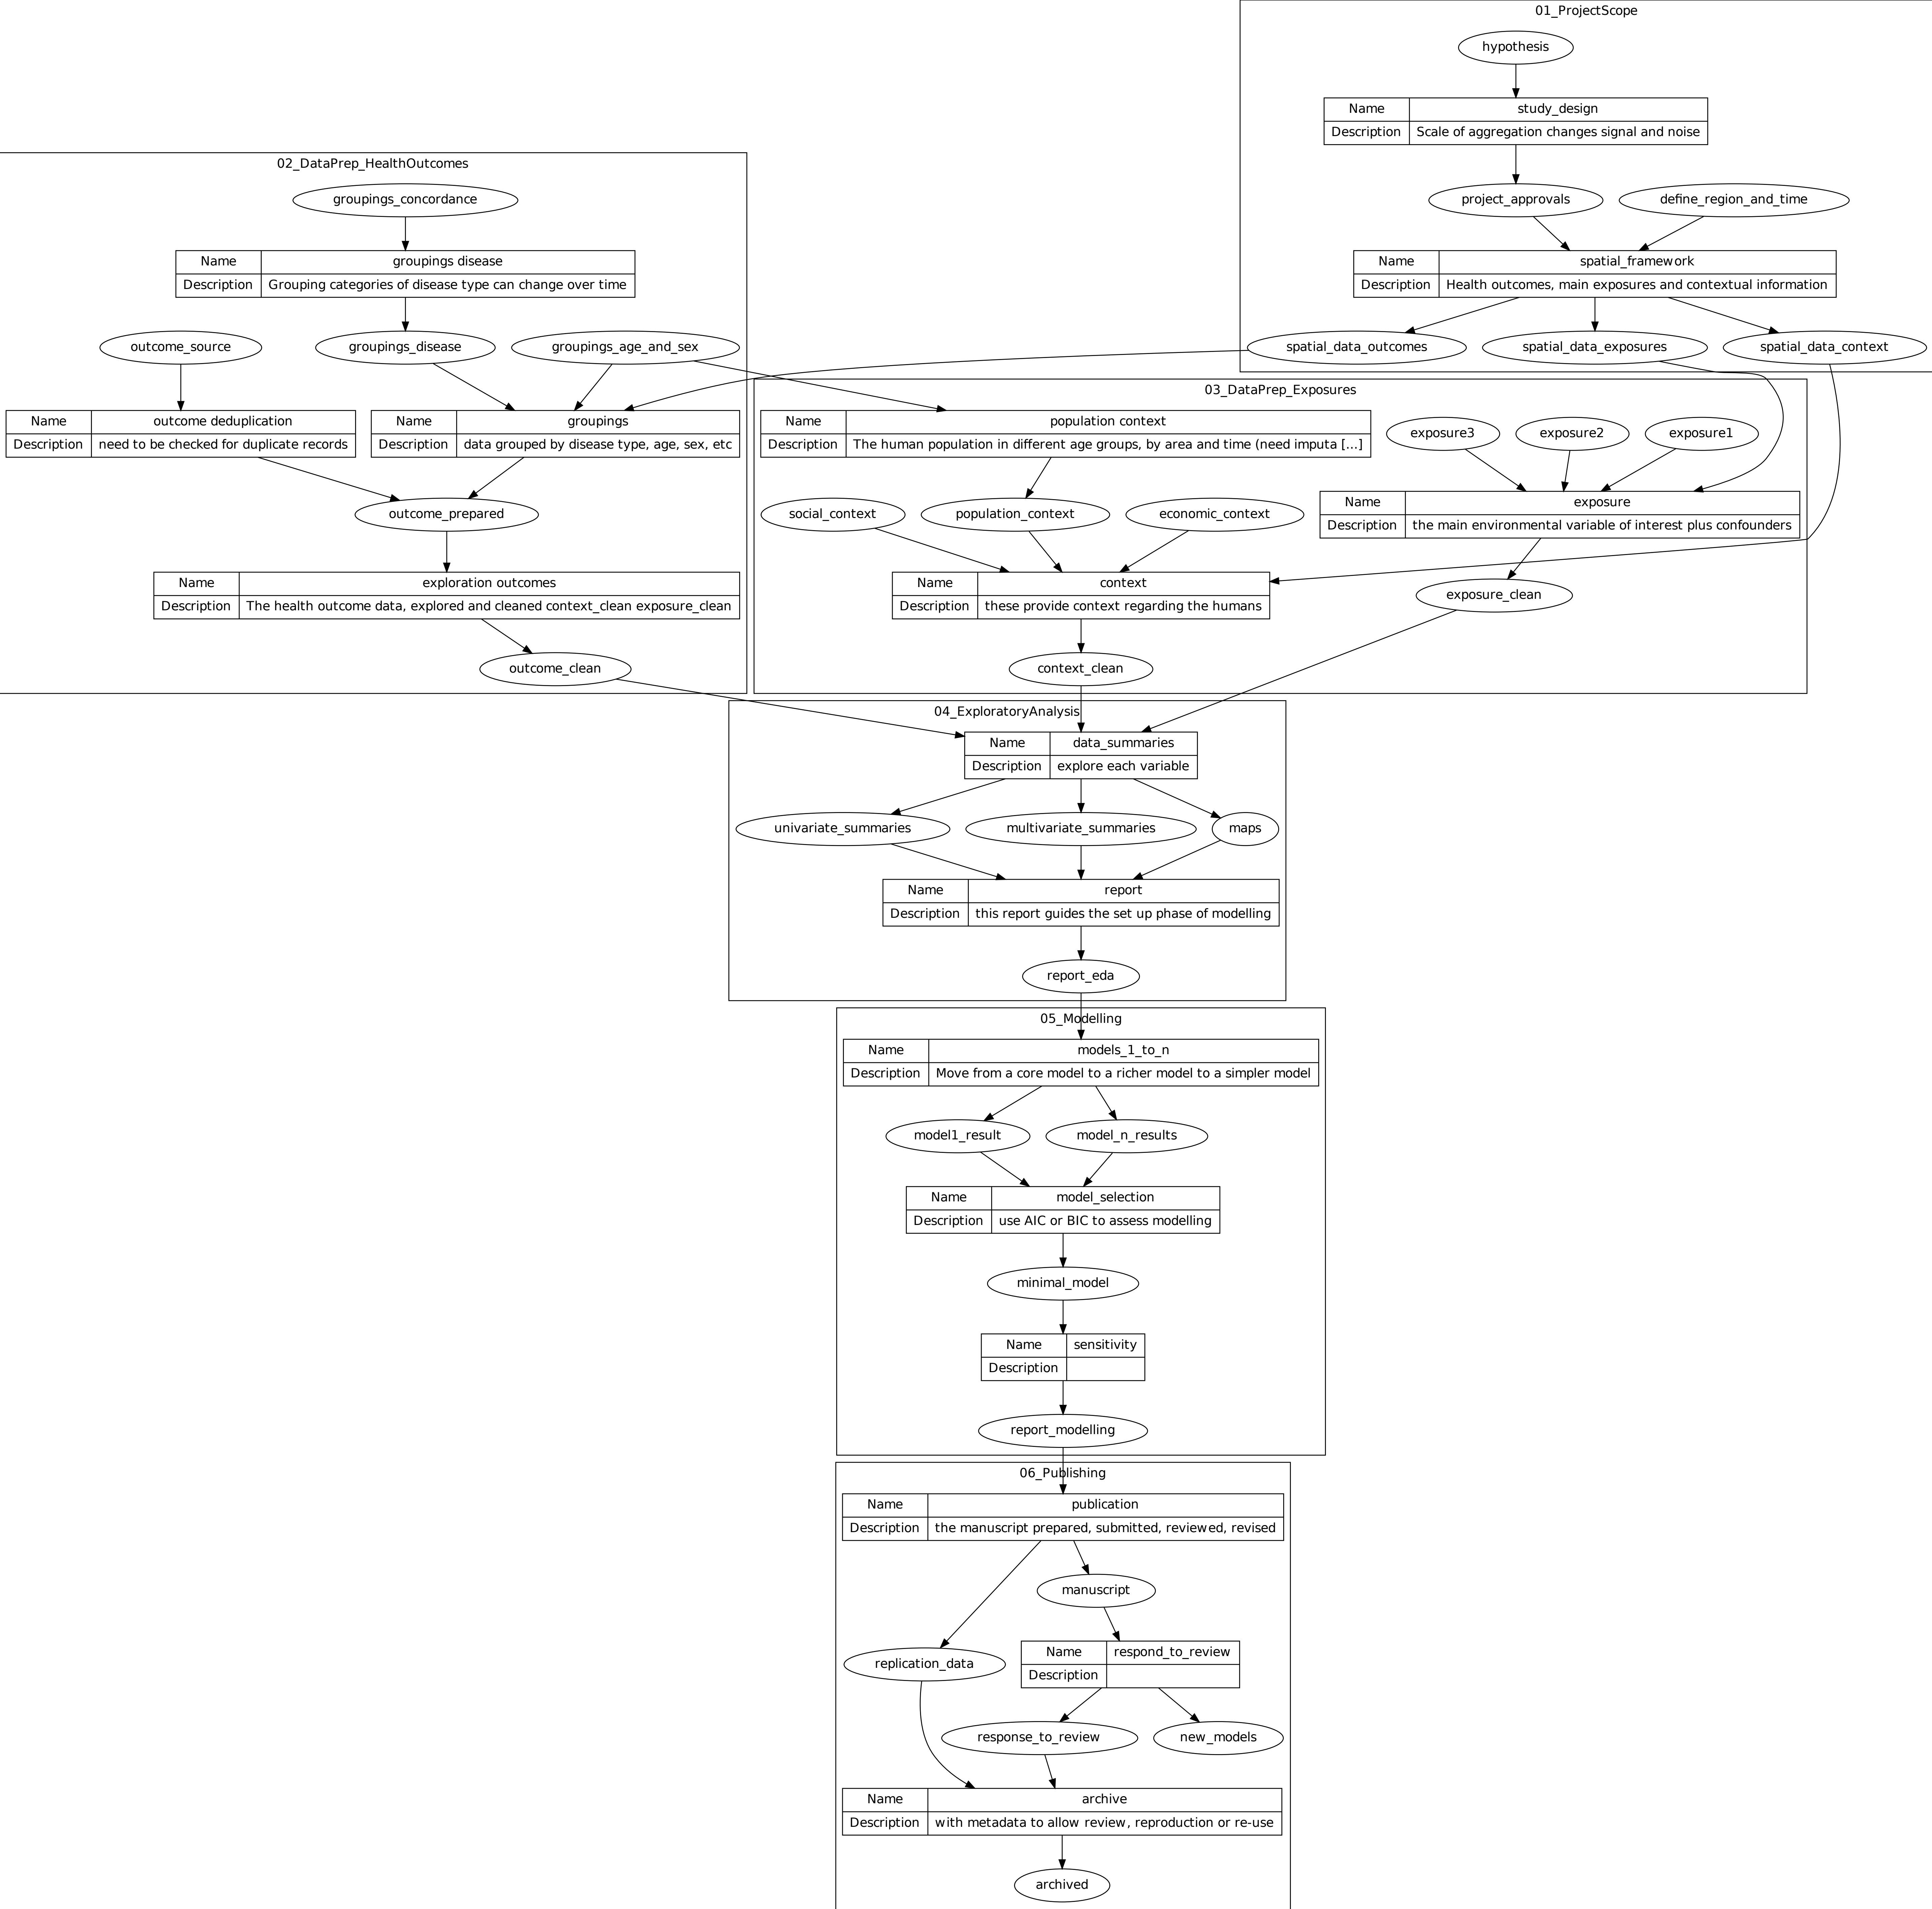 01_ProjectScope
hypothesis
Name study_design
Description Scale of aggregation changes signal and noise
project_approvals
define_region_and_time
Name spatial_framework
Description Health outcomes, main exposures and contextual information
spatial_data_outcomes
spatial_data_exposures
spatial_data_context
02_DataPrep_HealthOutcomes
groupings_concordance
Name groupings disease
Description Grouping categories of disease type can change over time
outcome_source
groupings_disease
groupings_age_and_sex
Name outcome deduplication
Description need to be checked for duplicate records
Name groupings
Description data grouped by disease type, age, sex, etc
outcome_prepared
Name exploration outcomes
Description The health outcome data, explored and cleaned context_clean exposure_clean
outcome_clean
03_DataPrep_Exposures
Name population context
Description The human population in different age groups, by area and time (need imputa [...]
exposure3
exposure2
exposure1
social_context
population_context
economic_context
Name exposure
Description the main environmental variable of interest plus confounders
Name context
Description these provide context regarding the humans
exposure_clean
context_clean
04_ExploratoryAnalysis
Name data_summaries
Description explore each variable
univariate_summaries
multivariate_summaries
maps
Name report
Description this report guides the set up phase of modelling
report_eda
05_Modelling
Name models_1_to_n
Description Move from a core model to a richer model to a simpler model
model1_result
model_n_results
Name model_selection
Description use AIC or BIC to assess modelling
minimal_model
Name sensitivity
Description
report_modelling
06_Publishing
Name publication
Description the manuscript prepared, submitted, reviewed, revised
manuscript
replication_data
Name respond_to_review
Description
response_to_review
new_models
Name archive
Description with metadata to allow review, reproduction or re-use
archived